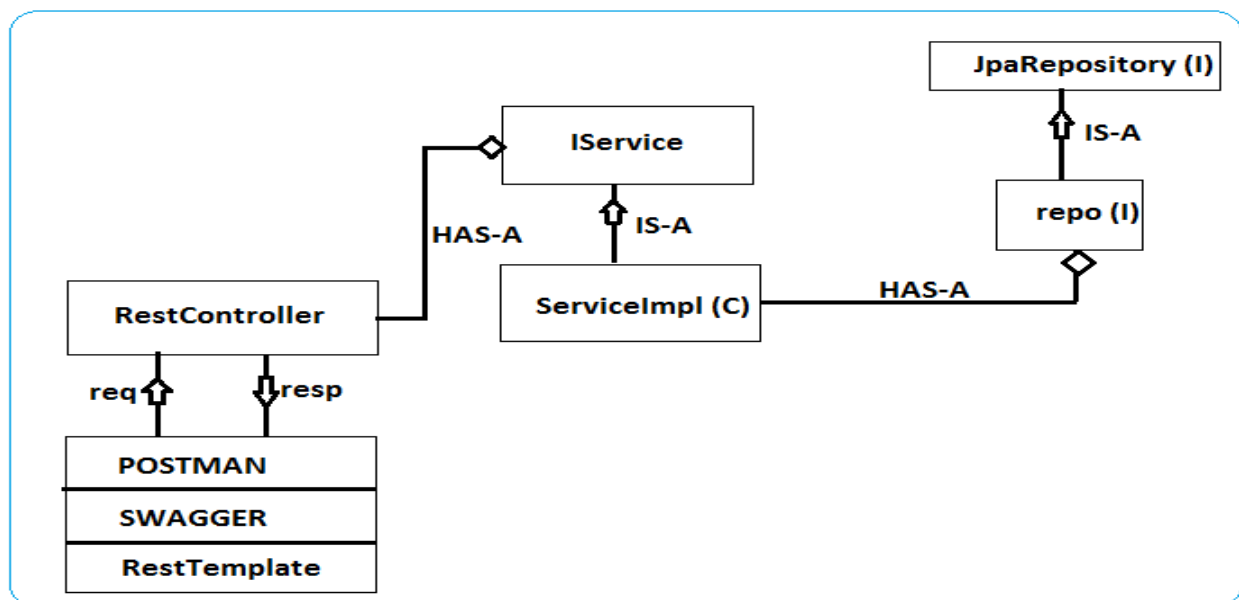 JpaRepository (I)
IService
IS-A
repo (I)
IS-A
HAS-A
HAS-A
ServiceImpl (C)
RestController
req
resp
POSTMAN
SWAGGER
RestTemplate